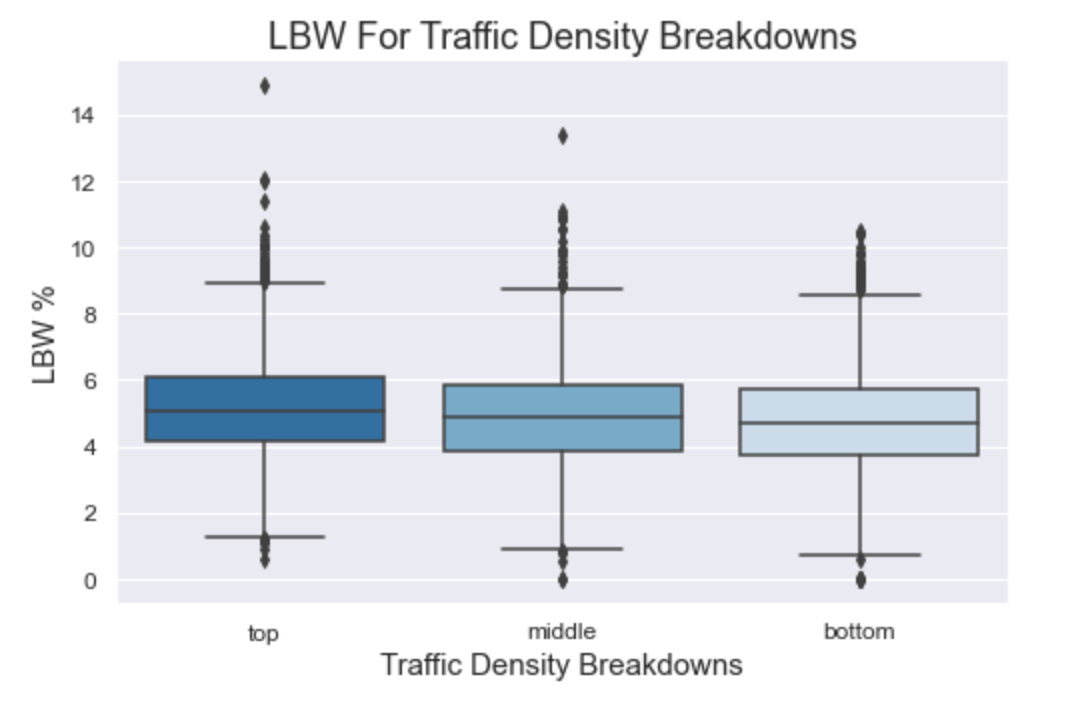 LBW For Traffic Density Breakdowns
14
12
10
8
6
4
2
0
LBW %
top middle bottom
Traffic Density Breakdowns